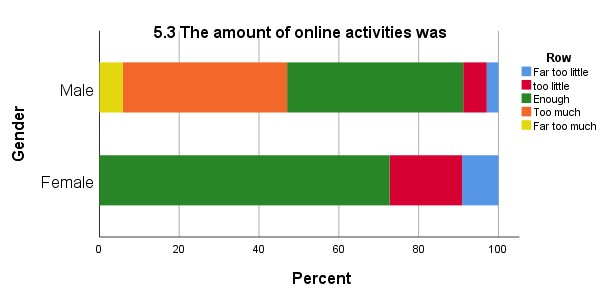 5.3 The amount of online activities was
Row
Far too little
too little
Enough
Too much
Far too much
Gender
Male
Female
0 20 40 60 80 100
Percent